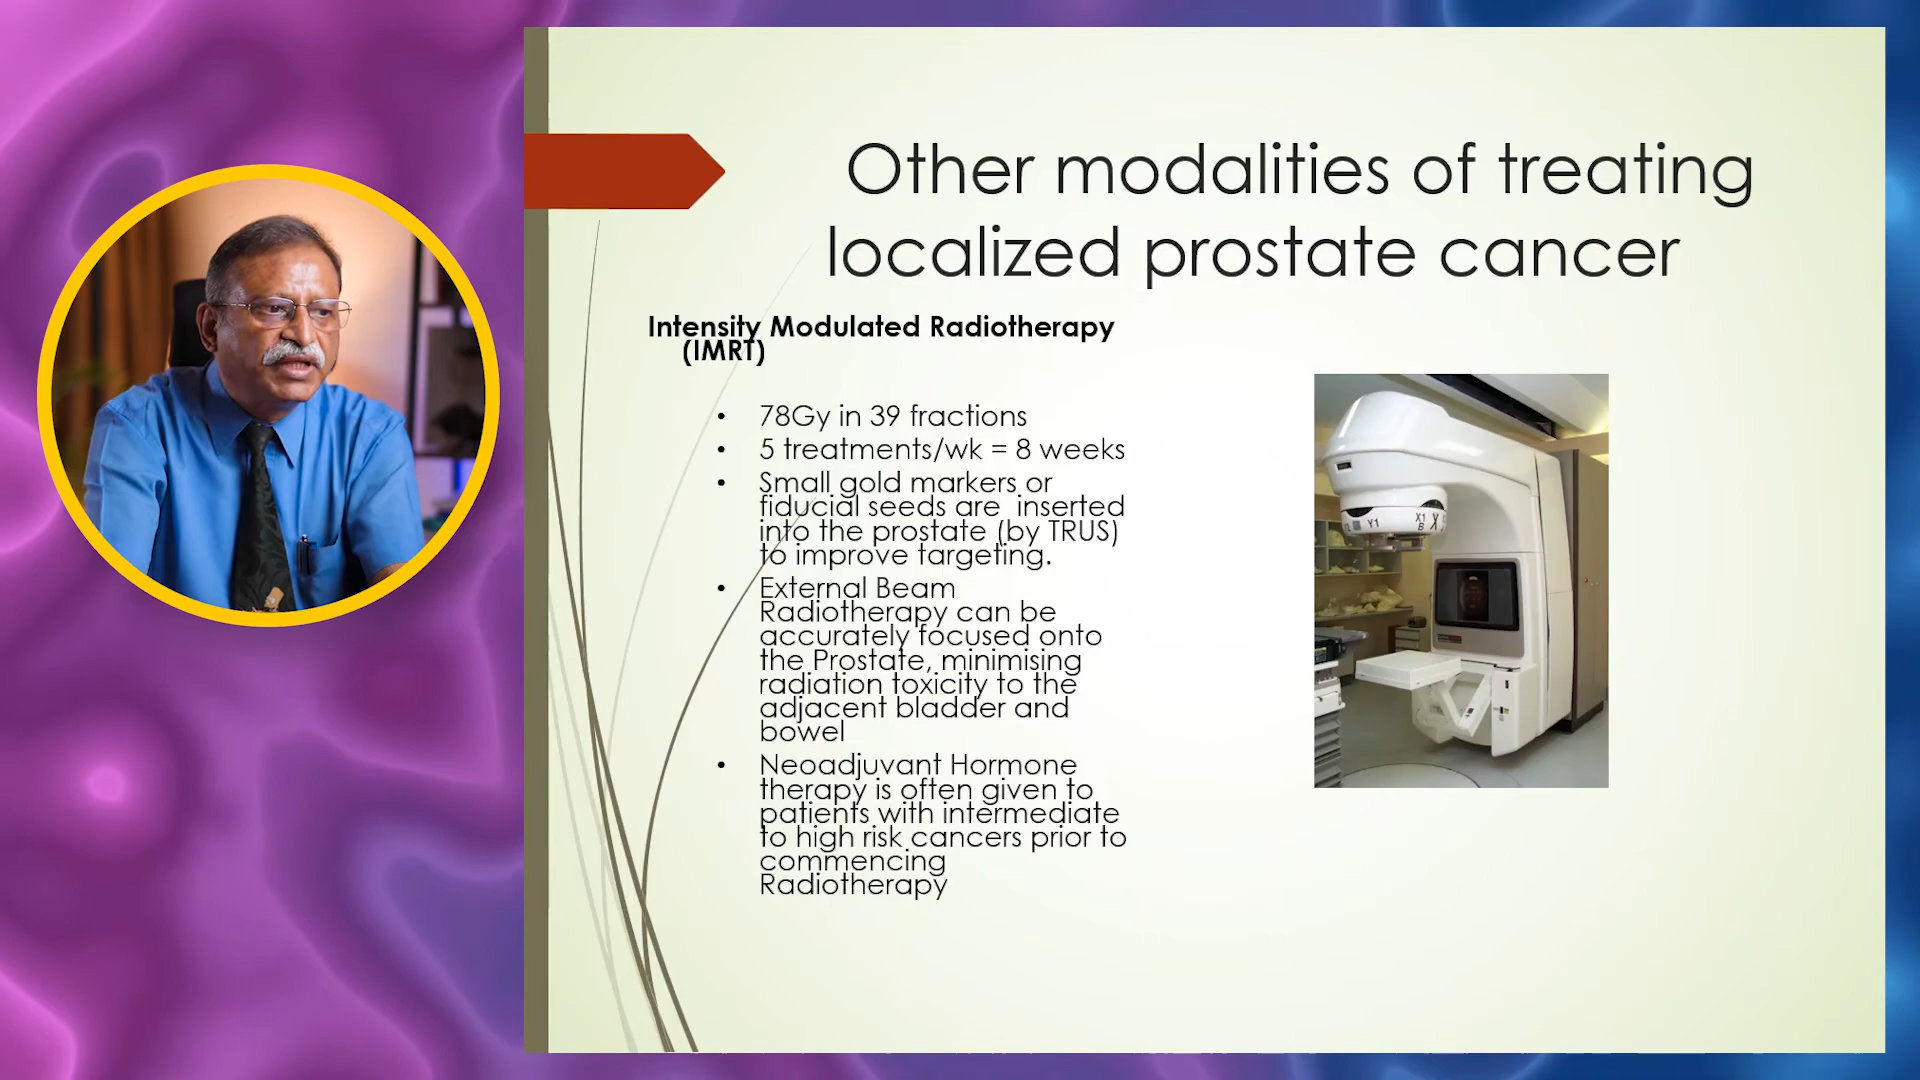 Other modalities of treating
localized prostate cancer
Intensity Modulated Radiotherapy
(IMRT)
• 78Gy in 39 fractions
• 5 treatments/wk = 8 weeks
• Small gold markers or
fiducial seeds are inserted
into the prostate (by TRUS)
to improve targeting.
• External Beam
Radiotherapy can be
accurately focused onto
the Prostate, minimising
radiation toxicity to the
adjacent bladder and
bowel
• Neoadjuvant Hormone
therapy is often given to
patients with intermediate
to high risk cancers prior to
commencing
Radiotherapy
Y1
X1
X